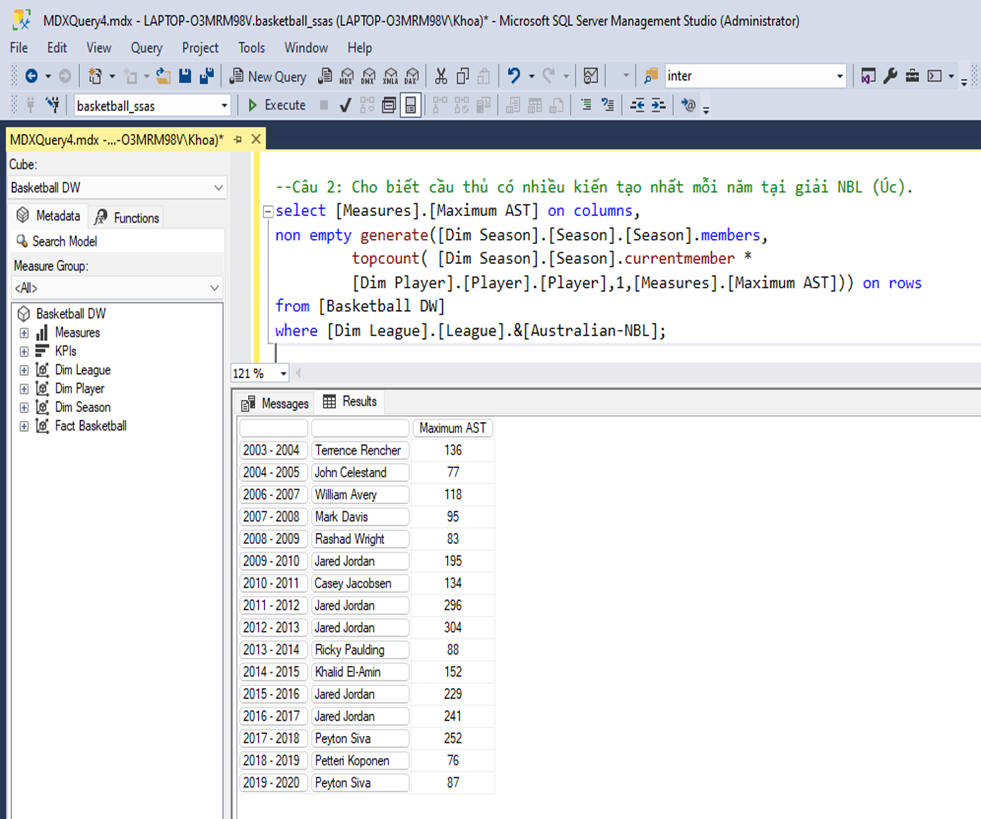 MDXQuery4.mdx - LAPTOP-O3MRM98V.basketball_ssas (LAPTOP-O3MRM98V\Khoa)* - Microsoft SQL Server Management Studio (Administrator)
File Edit View Query Project Tools Window Help
New Query MDX DMX XMLA DAX inter
basketball_ssas Execute
MDXQuery4.mdx -...-O3MRM98V\Khoa)*
Cube:
Basketball DW
Metadata Functions
Search Model
Measure Group:
<All>
Basketball DW
Measures
KPIs
Dim League
Dim Player
Dim Season
Fact Basketball
--Câu 2: Cho biết cầu thủ có nhiều kiến tạo nhất mỗi năm tại giải NBL (Úc).
select [Measures].[Maximum AST] on columns,
non empty generate([Dim Season].[Season].[Season].members,
topcount( [Dim Season].[Season].currentmember *
[Dim Player].[Player].[Player],1,[Measures].[Maximum AST])) on rows
from [Basketball DW]
where [Dim League].[League].&[Australian-NBL];
121 %
Messages Results
Maximum AST
2003 - 2004 Terrence Rencher 136
2004 - 2005 John Celestand 77
2006 - 2007 William Avery 118
2007 - 2008 Mark Davis 95
2008 - 2009 Rashad Wright 83
2009 - 2010 Jared Jordan 195
2010 - 2011 Casey Jacobsen 134
2011 - 2012 Jared Jordan 296
2012 - 2013 Jared Jordan 304
2013 - 2014 Ricky Paulding 88
2014 - 2015 Khalid El-Amin 152
2015 - 2016 Jared Jordan 229
2016 - 2017 Jared Jordan 241
2017 - 2018 Peyton Siva 252
2018 - 2019 Petteri Koponen 76
2019 - 2020 Peyton Siva 87